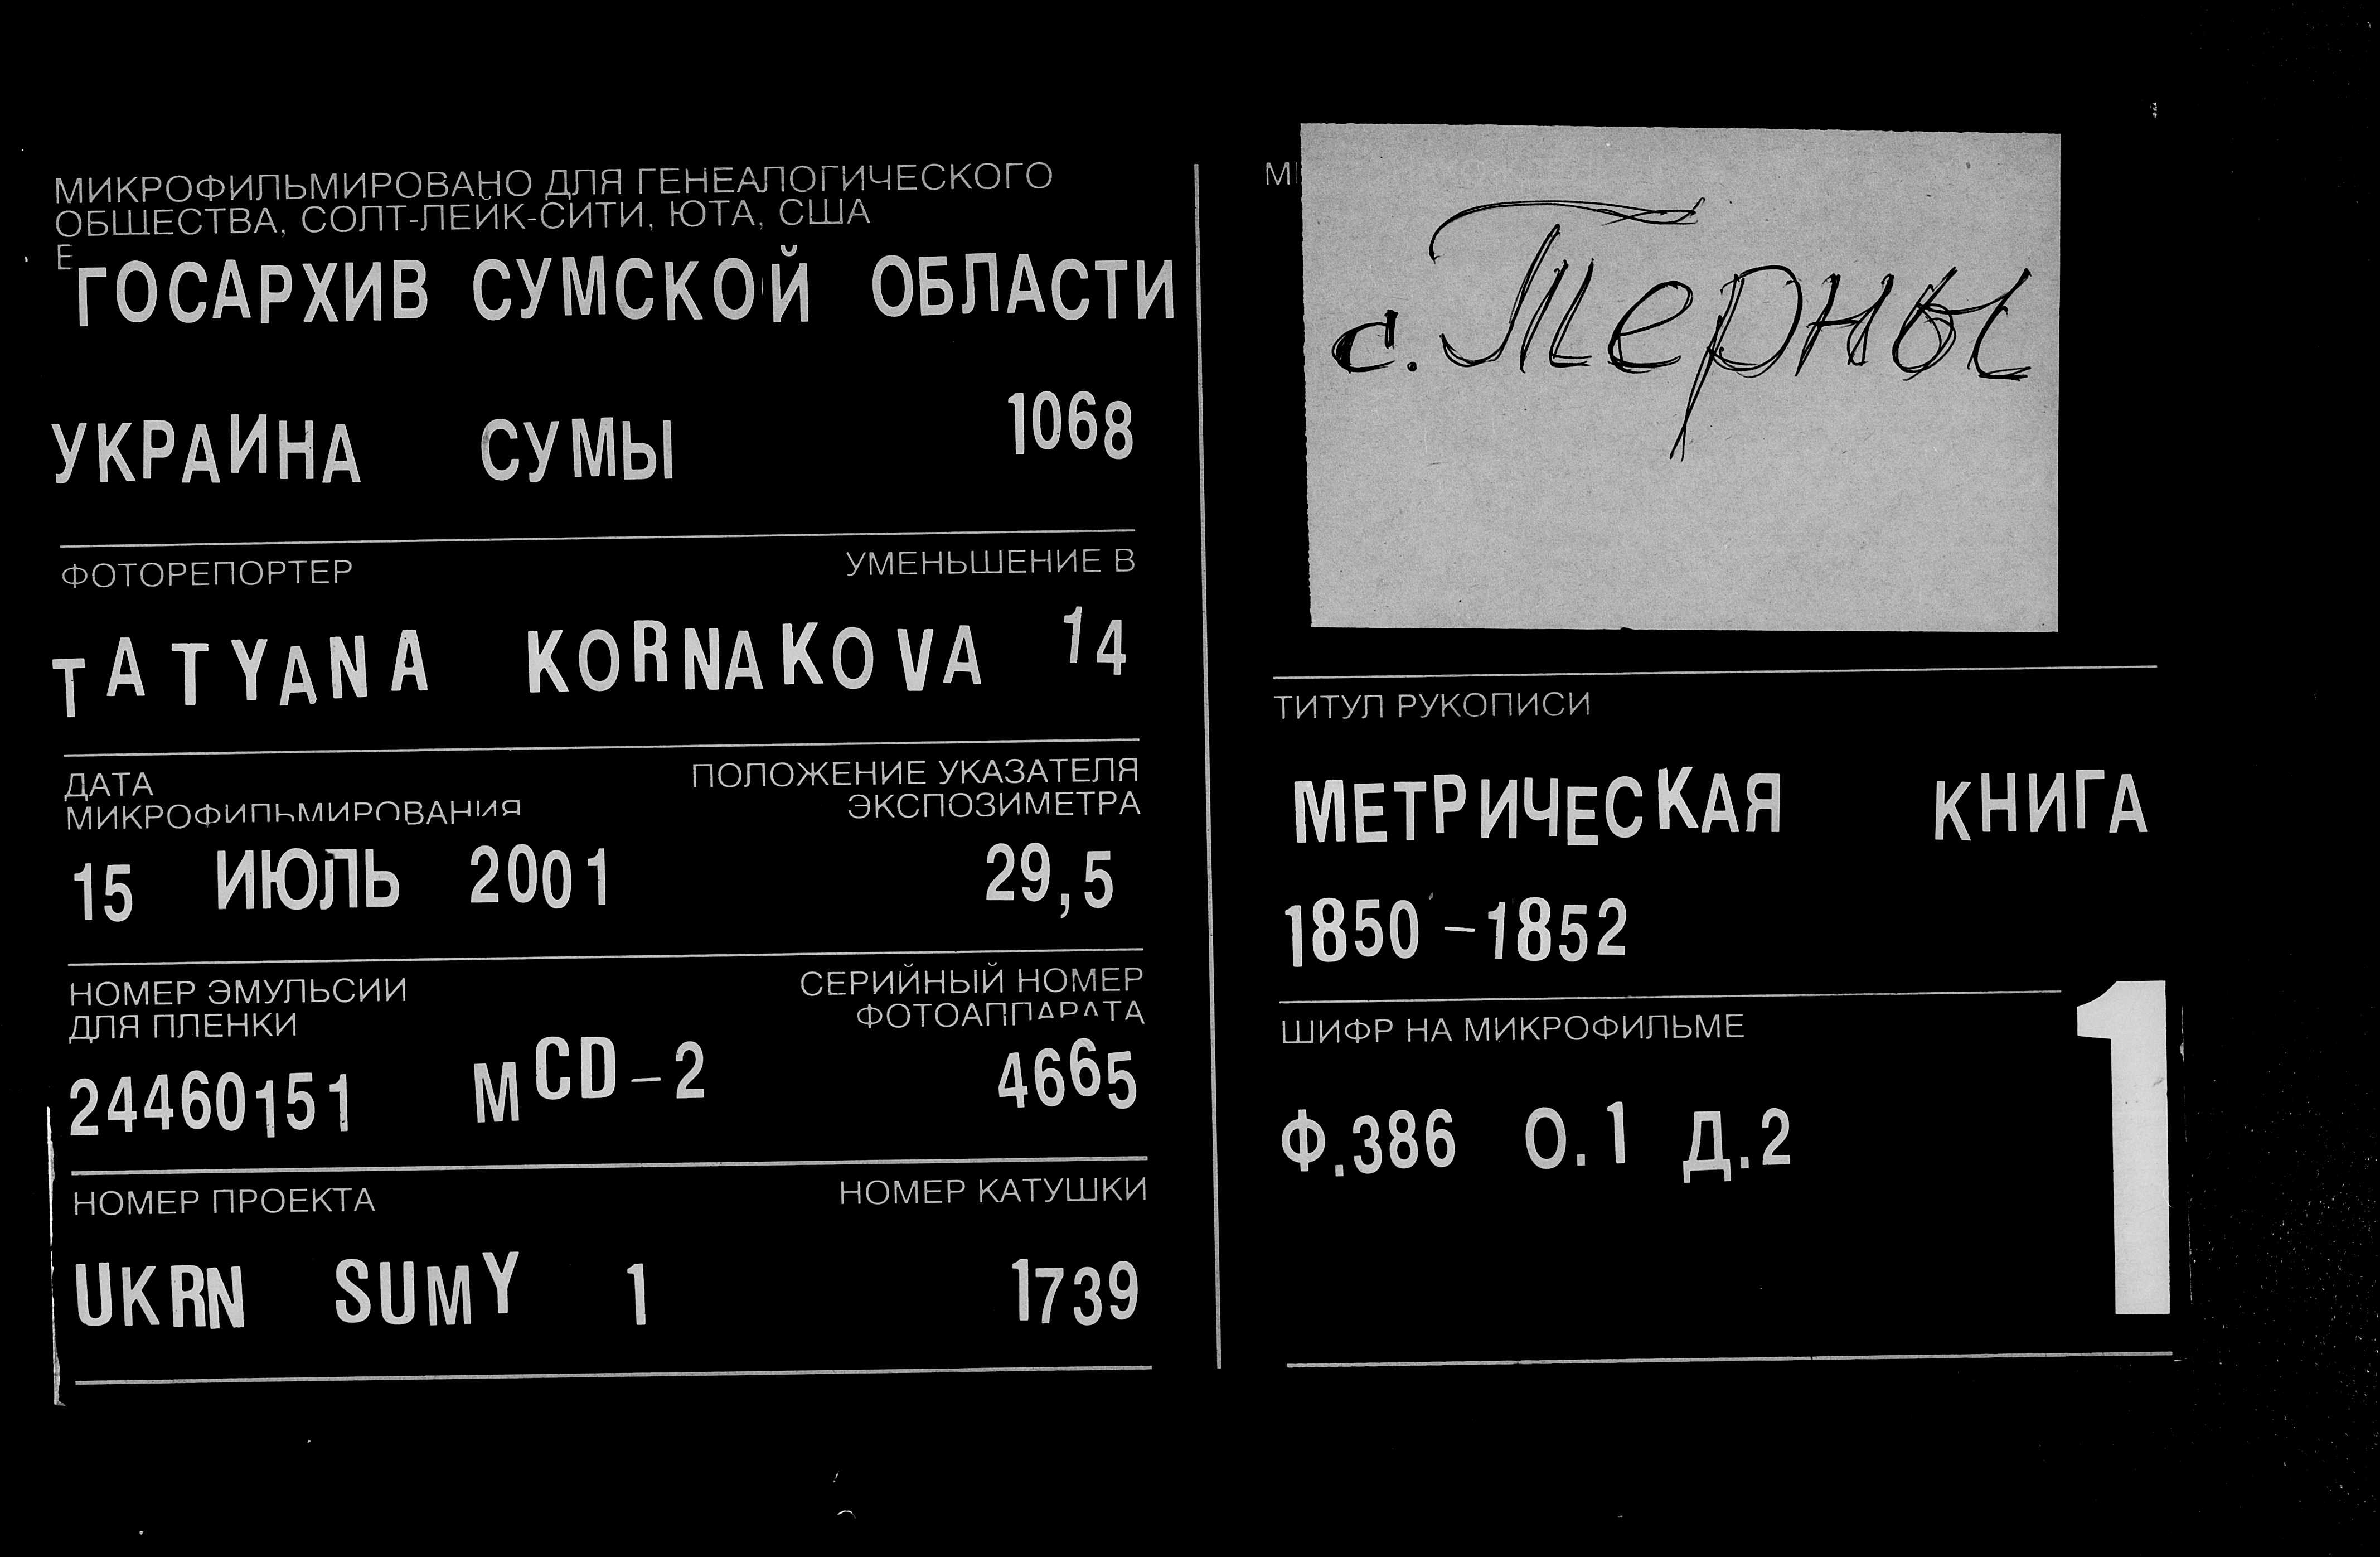 МИКРОФИЛЬМИРОВАНО ДЛЯ ГЕНЕАЛОГИЧЕСКОГО
ОБЩЕСТВА, СОЛТ-ЛЕЙК-СИТИ, ЮТА, США
ГОСАРХИВ СУМСКОЙ ОБЛАСТИ
УКРАИНА СУМЫ 1068
ФОТОРЕПОРТЕР УМЕНЬШЕНИЕ В
TATYANA KORNAKOVA 14
ДАТА ПОЛОЖЕНИЕ УКАЗАТЕЛЯ
МИКРОФИЛЬМИРОВАНИЯ ЭКСПОЗИМЕТРА
15 ИЮЛЬ 2001 29,5
НОМЕР ЭМУЛЬСИИ СЕРИЙНЫЙ НОМЕР
ДЛЯ ПЛЕНКИ ФОТОАППАРАТА
24460151 MCD-2 4665
НОМЕР ПРОЕКТА НОМЕР КАТУШКИ
UKRN SUMY 1 1739
с. Терны
ТИТУЛ РУКОПИСИ
МЕТРИЧЕСКАЯ КНИГА
1850-1852
ШИФР НА МИКРОФИЛЬМЕ
Ф.386 О.1 Д.2
1